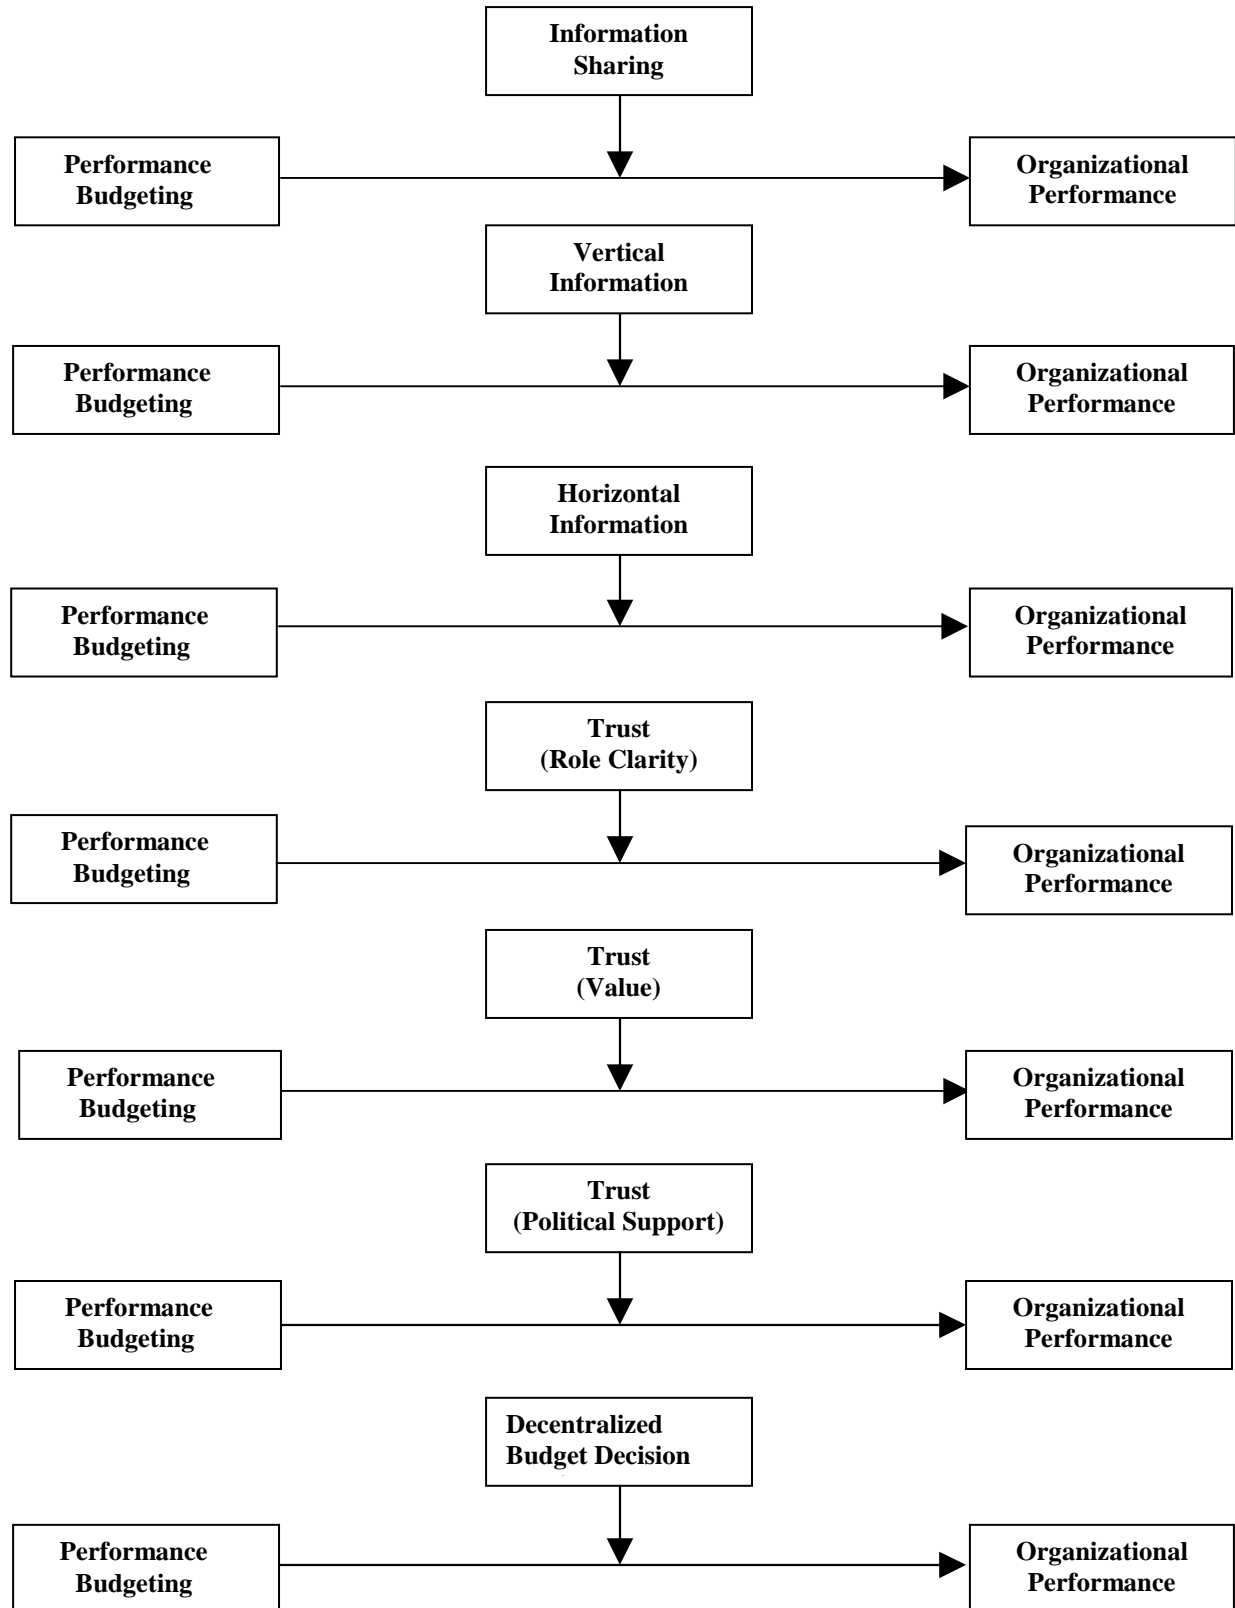 Information
Sharing
Performance
Budgeting
Organizational
Performance
Vertical
Information
Performance
Budgeting
Organizational
Performance
Horizontal
Information
Performance
Budgeting
Organizational
Performance
Trust
(Role Clarity)
Performance
Budgeting
Organizational
Performance
Trust
(Value)
Performance
Budgeting
Organizational
Performance
Trust
(Political Support)
Performance
Budgeting
Organizational
Performance
Decentralized
Budget Decision
Performance
Budgeting
Organizational
Performance